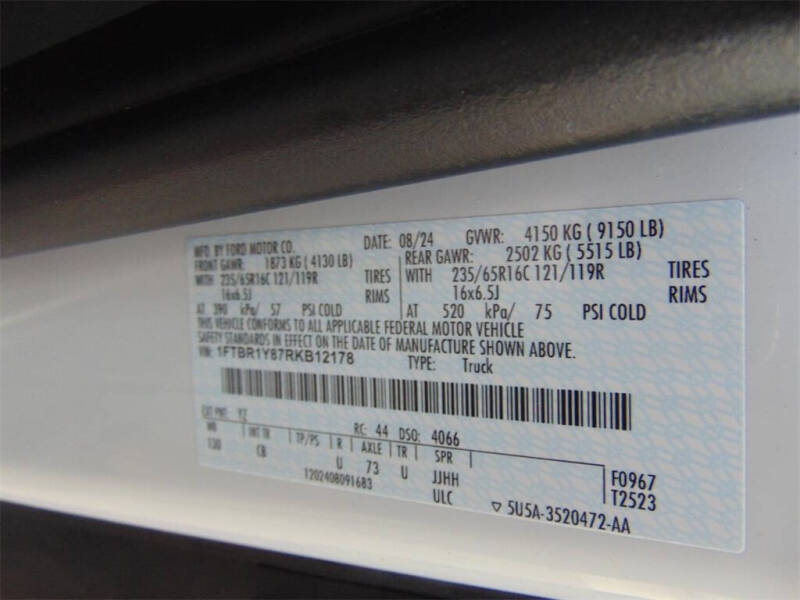 MFD. BY FORD MOTOR CO. DATE: 08/24 GVWR: 4150 KG ( 9150 LB)
FRONT GAWR: 1873 KG ( 4130 LB) REAR GAWR: 2502 KG ( 5515 LB)
WITH 235/65R16C 121/119R TIRES WITH 235/65R16C 121/119R TIRES
16x6.5J RIMS 16x6.5J RIMS
AT 390 kPa/ 57 PSI COLD AT 520 kPa/ 75 PSI COLD
THIS VEHICLE CONFORMS TO ALL APPLICABLE FEDERAL MOTOR VEHICLE
SAFETY STANDARDS IN EFFECT ON THE DATE OF MANUFACTURE SHOWN ABOVE.
VIN: 1FTBR1Y87RKB12178 TYPE: Truck
EXT PNT: YZ RC: 44 DSO: 4066
WB INT TR TP/PS R AXLE TR SPR
130 CB U 73 U JJHH
ULC
1202408091683
F0967
T2523
▽ 5U5A-3520472-AA